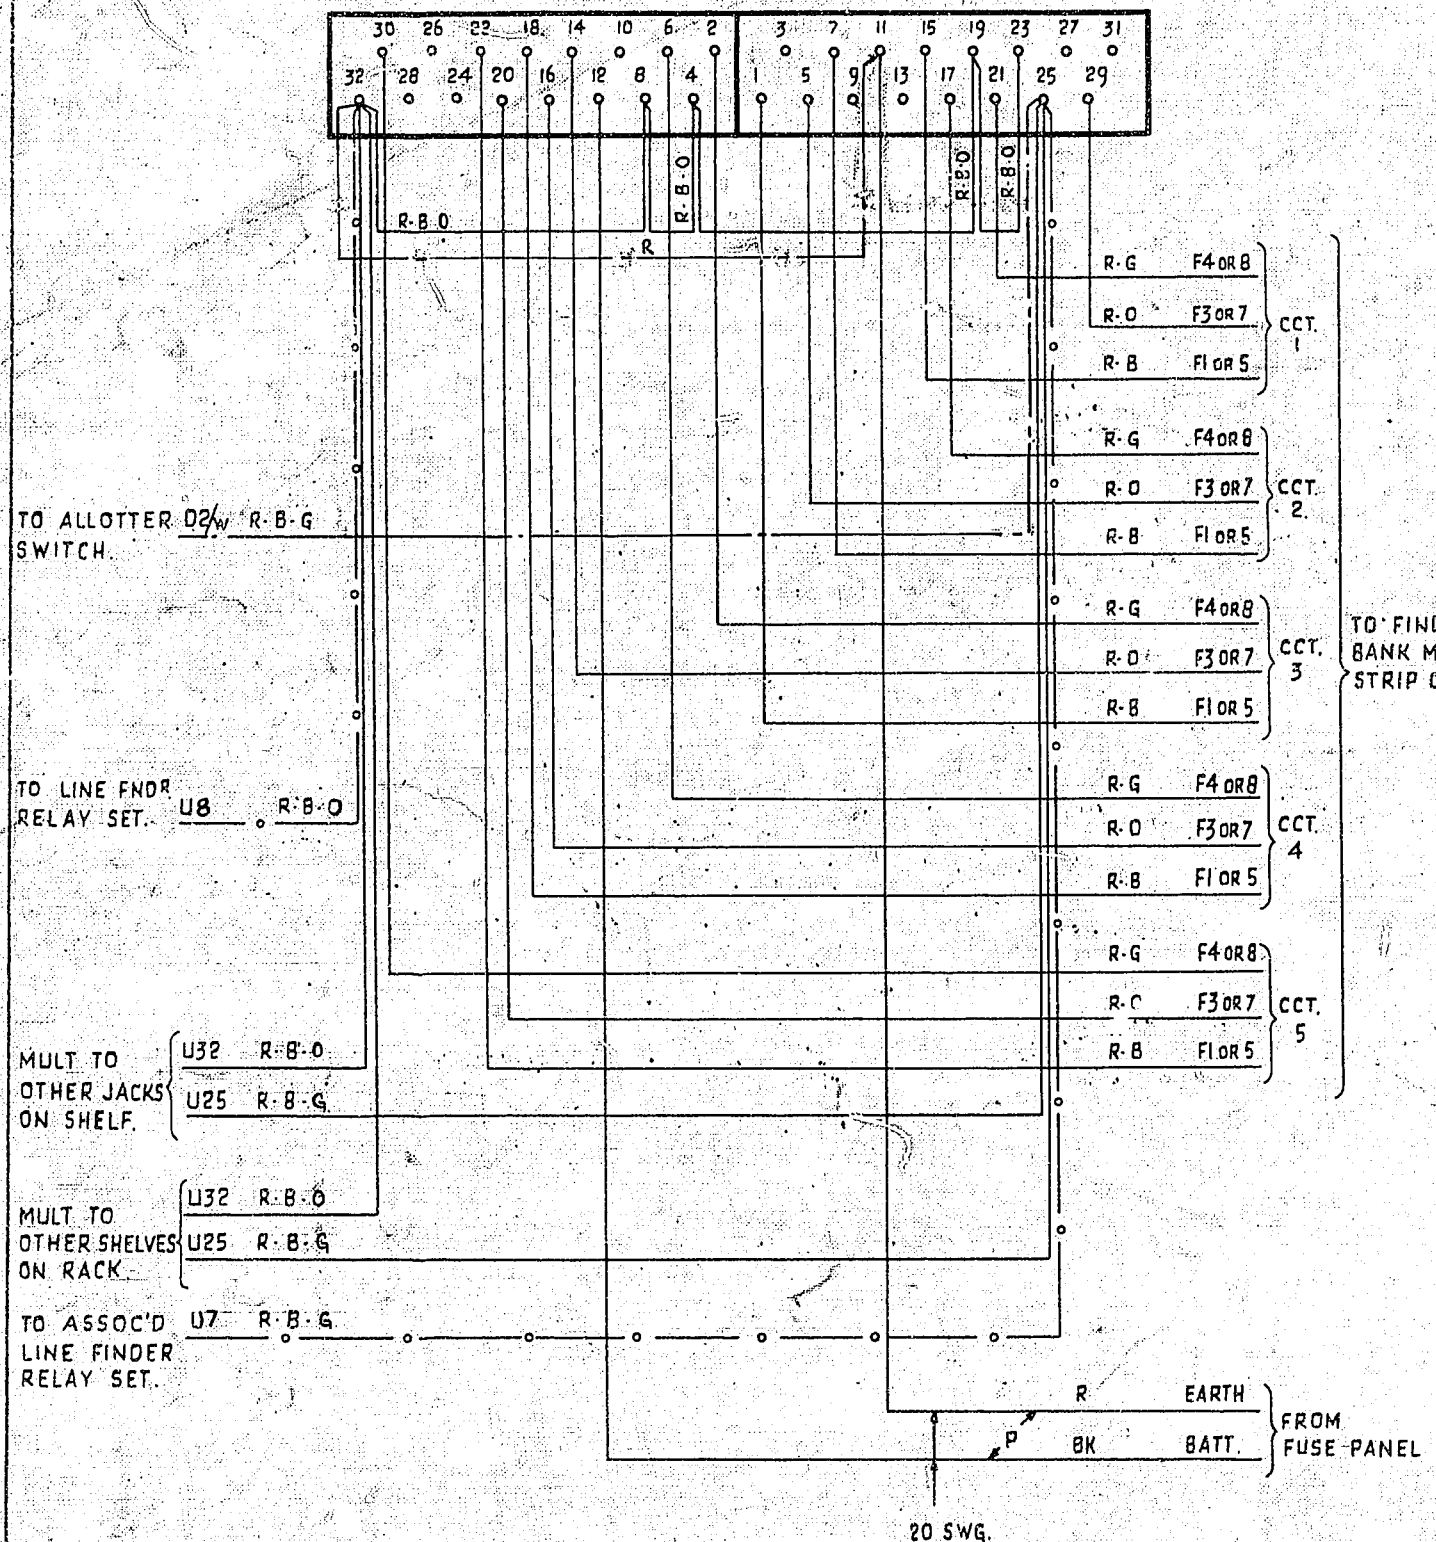 30 26 22 18 14 10 6 2 3 7 11 15 19 23 27 31
32 28 24 20 16 12 8 4 1 5 9 13 17 21 25 29
R-B-O
R-B-O
R-B-O
R-B-O
R
R-G F4 OR 8
R-O F3 OR 7
CCT. 1
R-B F1 OR 5
R-G F4 OR 8
R-O F3 OR 7
CCT. 2.
R-B F1 OR 5
TO ALLOTTER D2/W R-B-G
SWITCH.
R-G F4 OR 8
R-O F3 OR 7
CCT. 3
R-B F1 OR 5
TO FIND
BANK M
STRIP
TO LINE FNDR
RELAY SET. U8 R-B-O
R-G F4 OR 8
R-O F3 OR 7
CCT. 4
R-B F1 OR 5
R-G F4 OR 8
R-O F3 OR 7
CCT. 5
R-B F1 OR 5
MULT TO
OTHER JACKS
ON SHELF.
U32 R-B-O
U25 R-B-G
MULT TO
OTHER SHELVES
ON RACK
U32 R-B-O
U25 R-B-G
TO ASSOC'D U7 R-B-G
LINE FINDER
RELAY SET.
R EARTH
P
BK BATT.
FROM
FUSE PANEL
20 SWG.